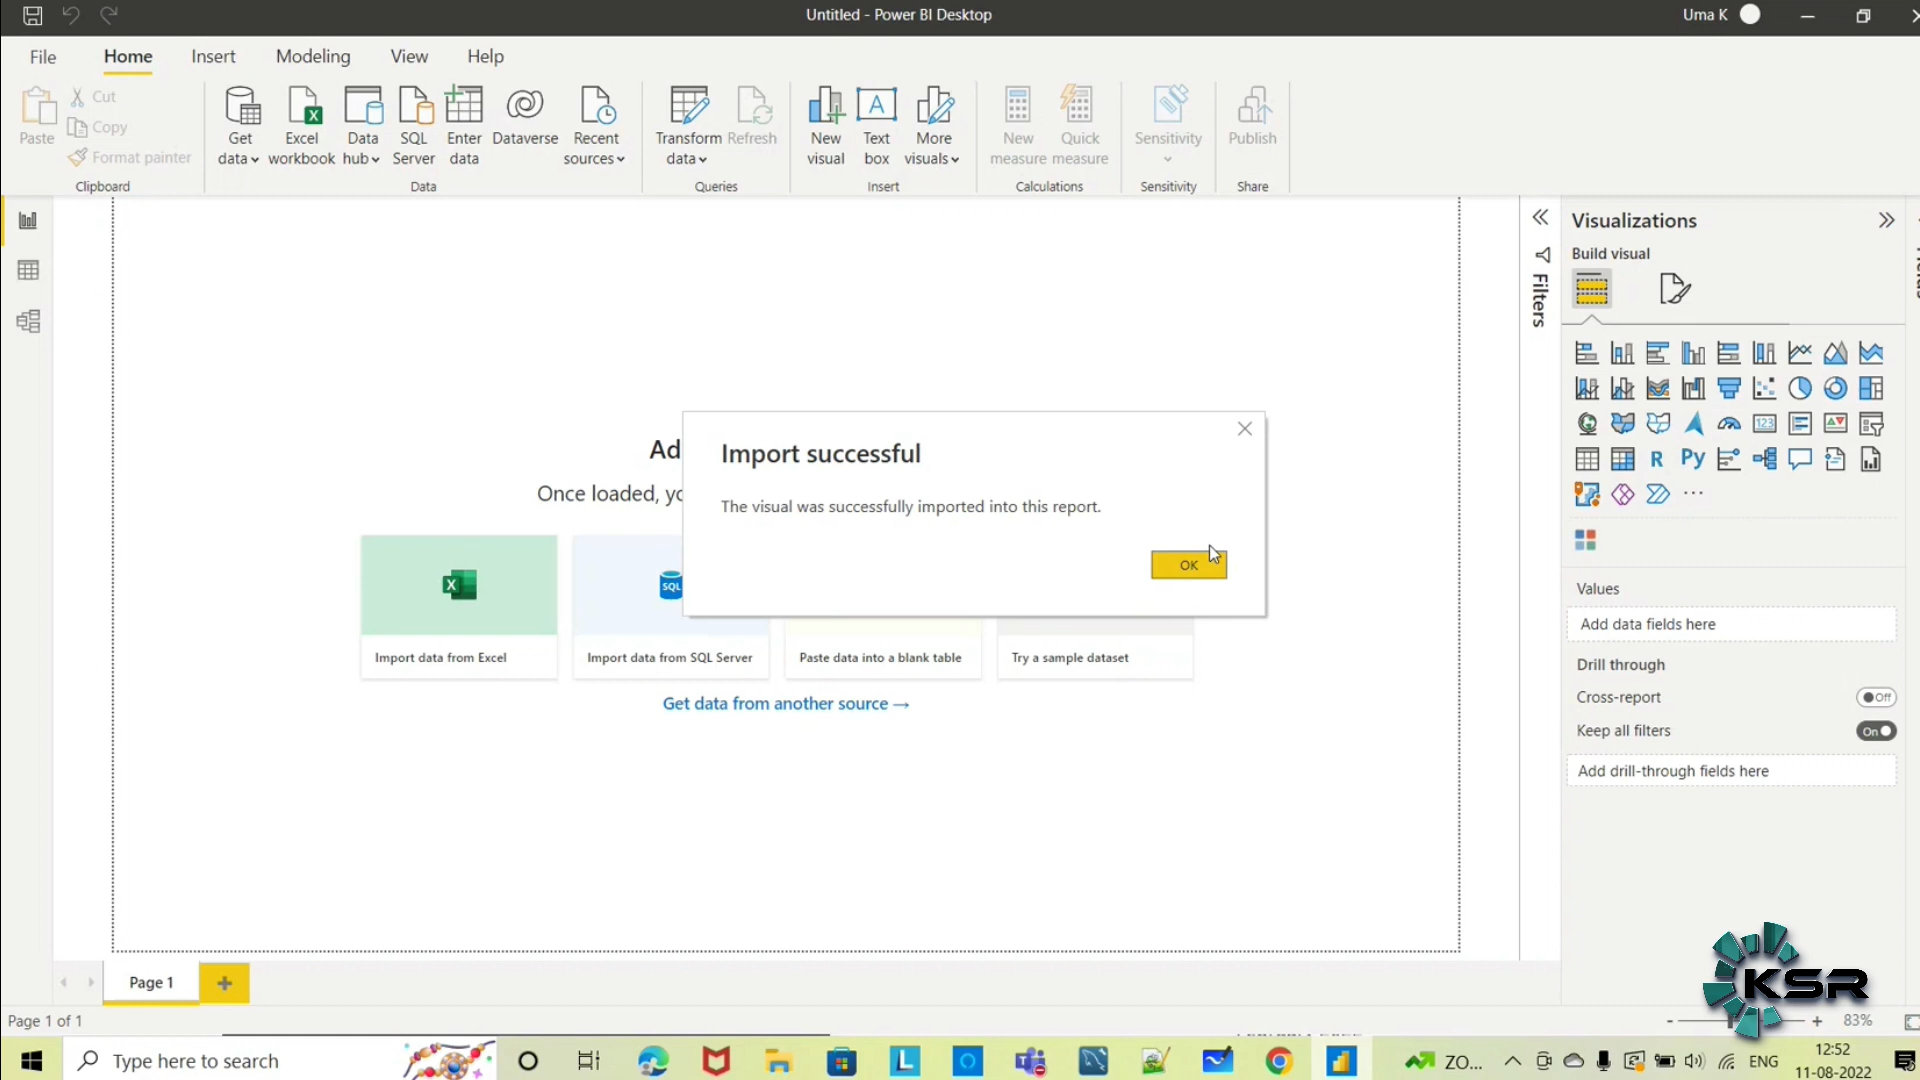 Untitled - Power BI Desktop
Uma K
File
Home
Insert
Modeling
View
Help
Paste
Cut
Copy
Format painter
Clipboard
Get data
Excel workbook
Data hub
SQL Server
Enter data
Dataverse
Recent sources
Data
Transform data
Refresh
Queries
New visual
Text box
More visuals
Insert
New measure
Quick measure
Calculations
Sensitivity
Sensitivity
Publish
Share
Filters
Visualizations
Build visual
123
R
Py
Values
Add data fields here
Drill through
Cross-report
Off
Keep all filters
On
Add drill-through fields here
Ad
Once loaded, yo
Import successful
The visual was successfully imported into this report.
OK
SQL
Import data from Excel
Import data from SQL Server
Paste data into a blank table
Try a sample dataset
Get data from another source →
Page 1
Page 1 of 1
83%
KSR
Type here to search
ZO...
ENG
12:52
11-08-2022